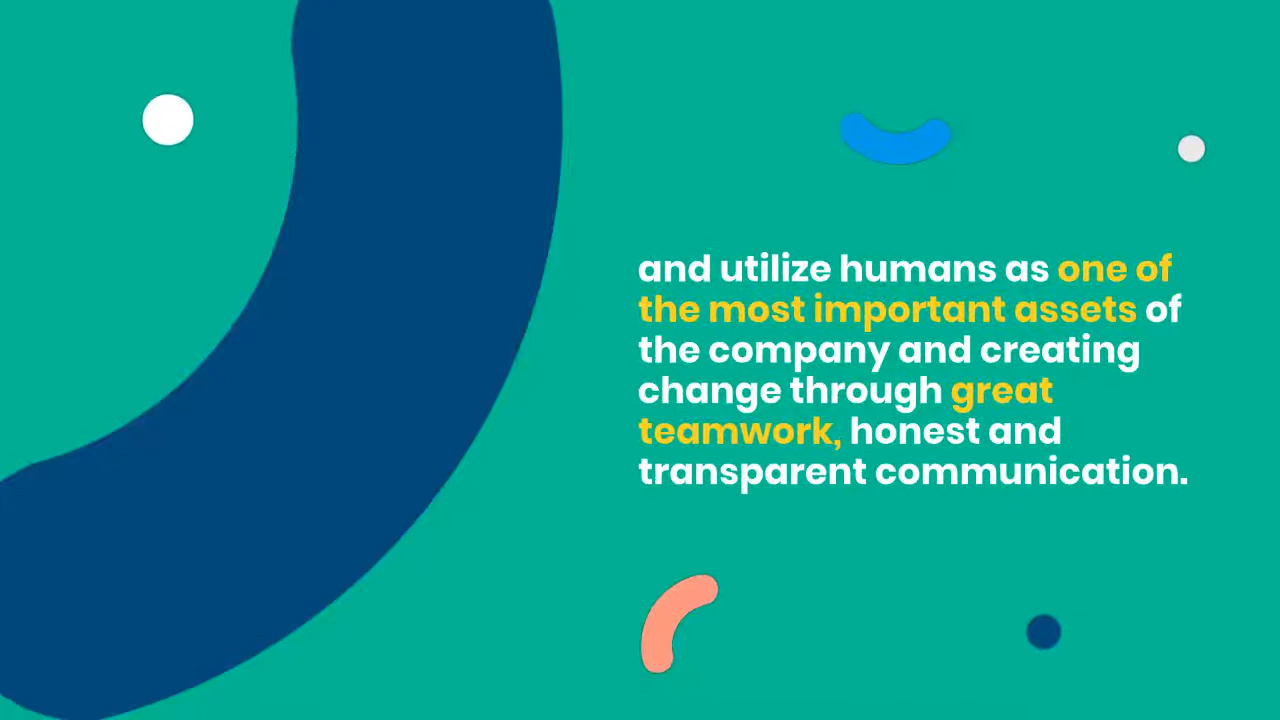 and utilize humans as one of
the most important assets of
the company and creating
change through great
teamwork, honest and
transparent communication.